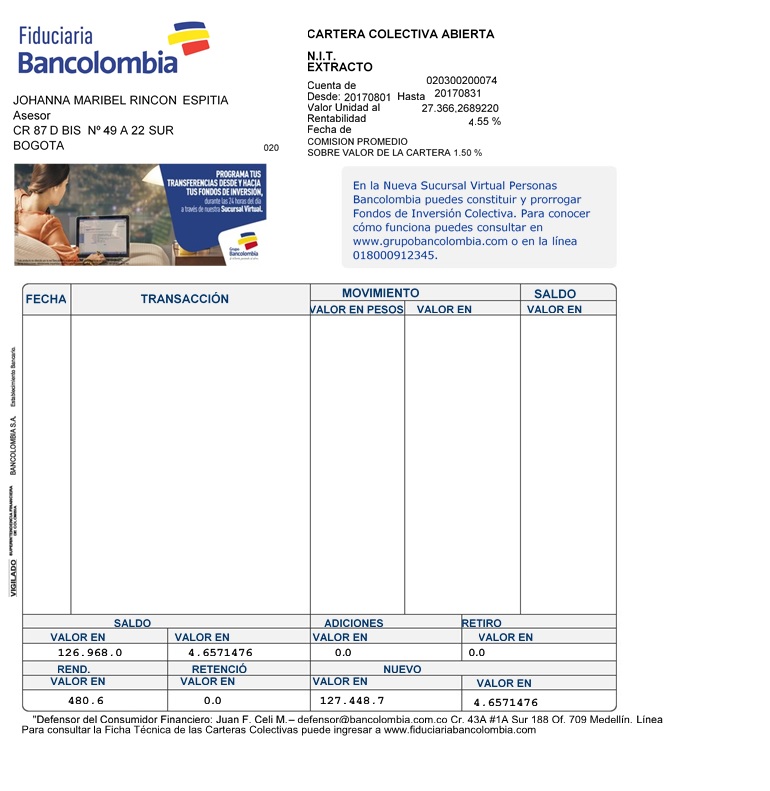 Fiduciaria
Bancolombia
CARTERA COLECTIVA ABIERTA
N.I.T.
EXTRACTO
Cuenta de 020300200074
Desde: 20170801 Hasta 20170831
Valor Unidad al 27.366,2689220
Rentabilidad 4.55 %
Fecha de
COMISION PROMEDIO
SOBRE VALOR DE LA CARTERA 1.50 %
JOHANNA MARIBEL RINCON ESPITIA
Asesor
CR 87 D BIS Nº 49 A 22 SUR
BOGOTA 020
PROGRAMA TUS
TRANSFERENCIAS DESDE Y HACIA
TUS FONDOS DE INVERSIÓN,
durante las 24 horas del día
a través de nuestra Sucursal Virtual.
Grupo
Bancolombia
En la Nueva Sucursal Virtual Personas
Bancolombia puedes constituir y prorrogar
Fondos de Inversión Colectiva. Para conocer
cómo funciona puedes consultar en
www.grupobancolombia.com o en la línea
018000912345.
FECHA TRANSACCIÓN MOVIMIENTO SALDO
VALOR EN PESOS VALOR EN VALOR EN
VIGILADO SUPERINTENDENCIA FINANCIERA DE COLOMBIA BANCOLOMBIA S.A. Establecimiento Bancario.
SALDO ADICIONES RETIRO
VALOR EN VALOR EN VALOR EN VALOR EN
126.968.0 4.6571476 0.0 0.0
REND. RETENCIÓ NUEVO
VALOR EN VALOR EN VALOR EN VALOR EN
480.6 0.0 127.448.7 4.6571476
"Defensor del Consumidor Financiero: Juan F. Celi M.– defensor@bancolombia.com.co Cr. 43A #1A Sur 188 Of. 709 Medellín. Línea
Para consultar la Ficha Técnica de las Carteras Colectivas puede ingresar a www.fiduciariabancolombia.com